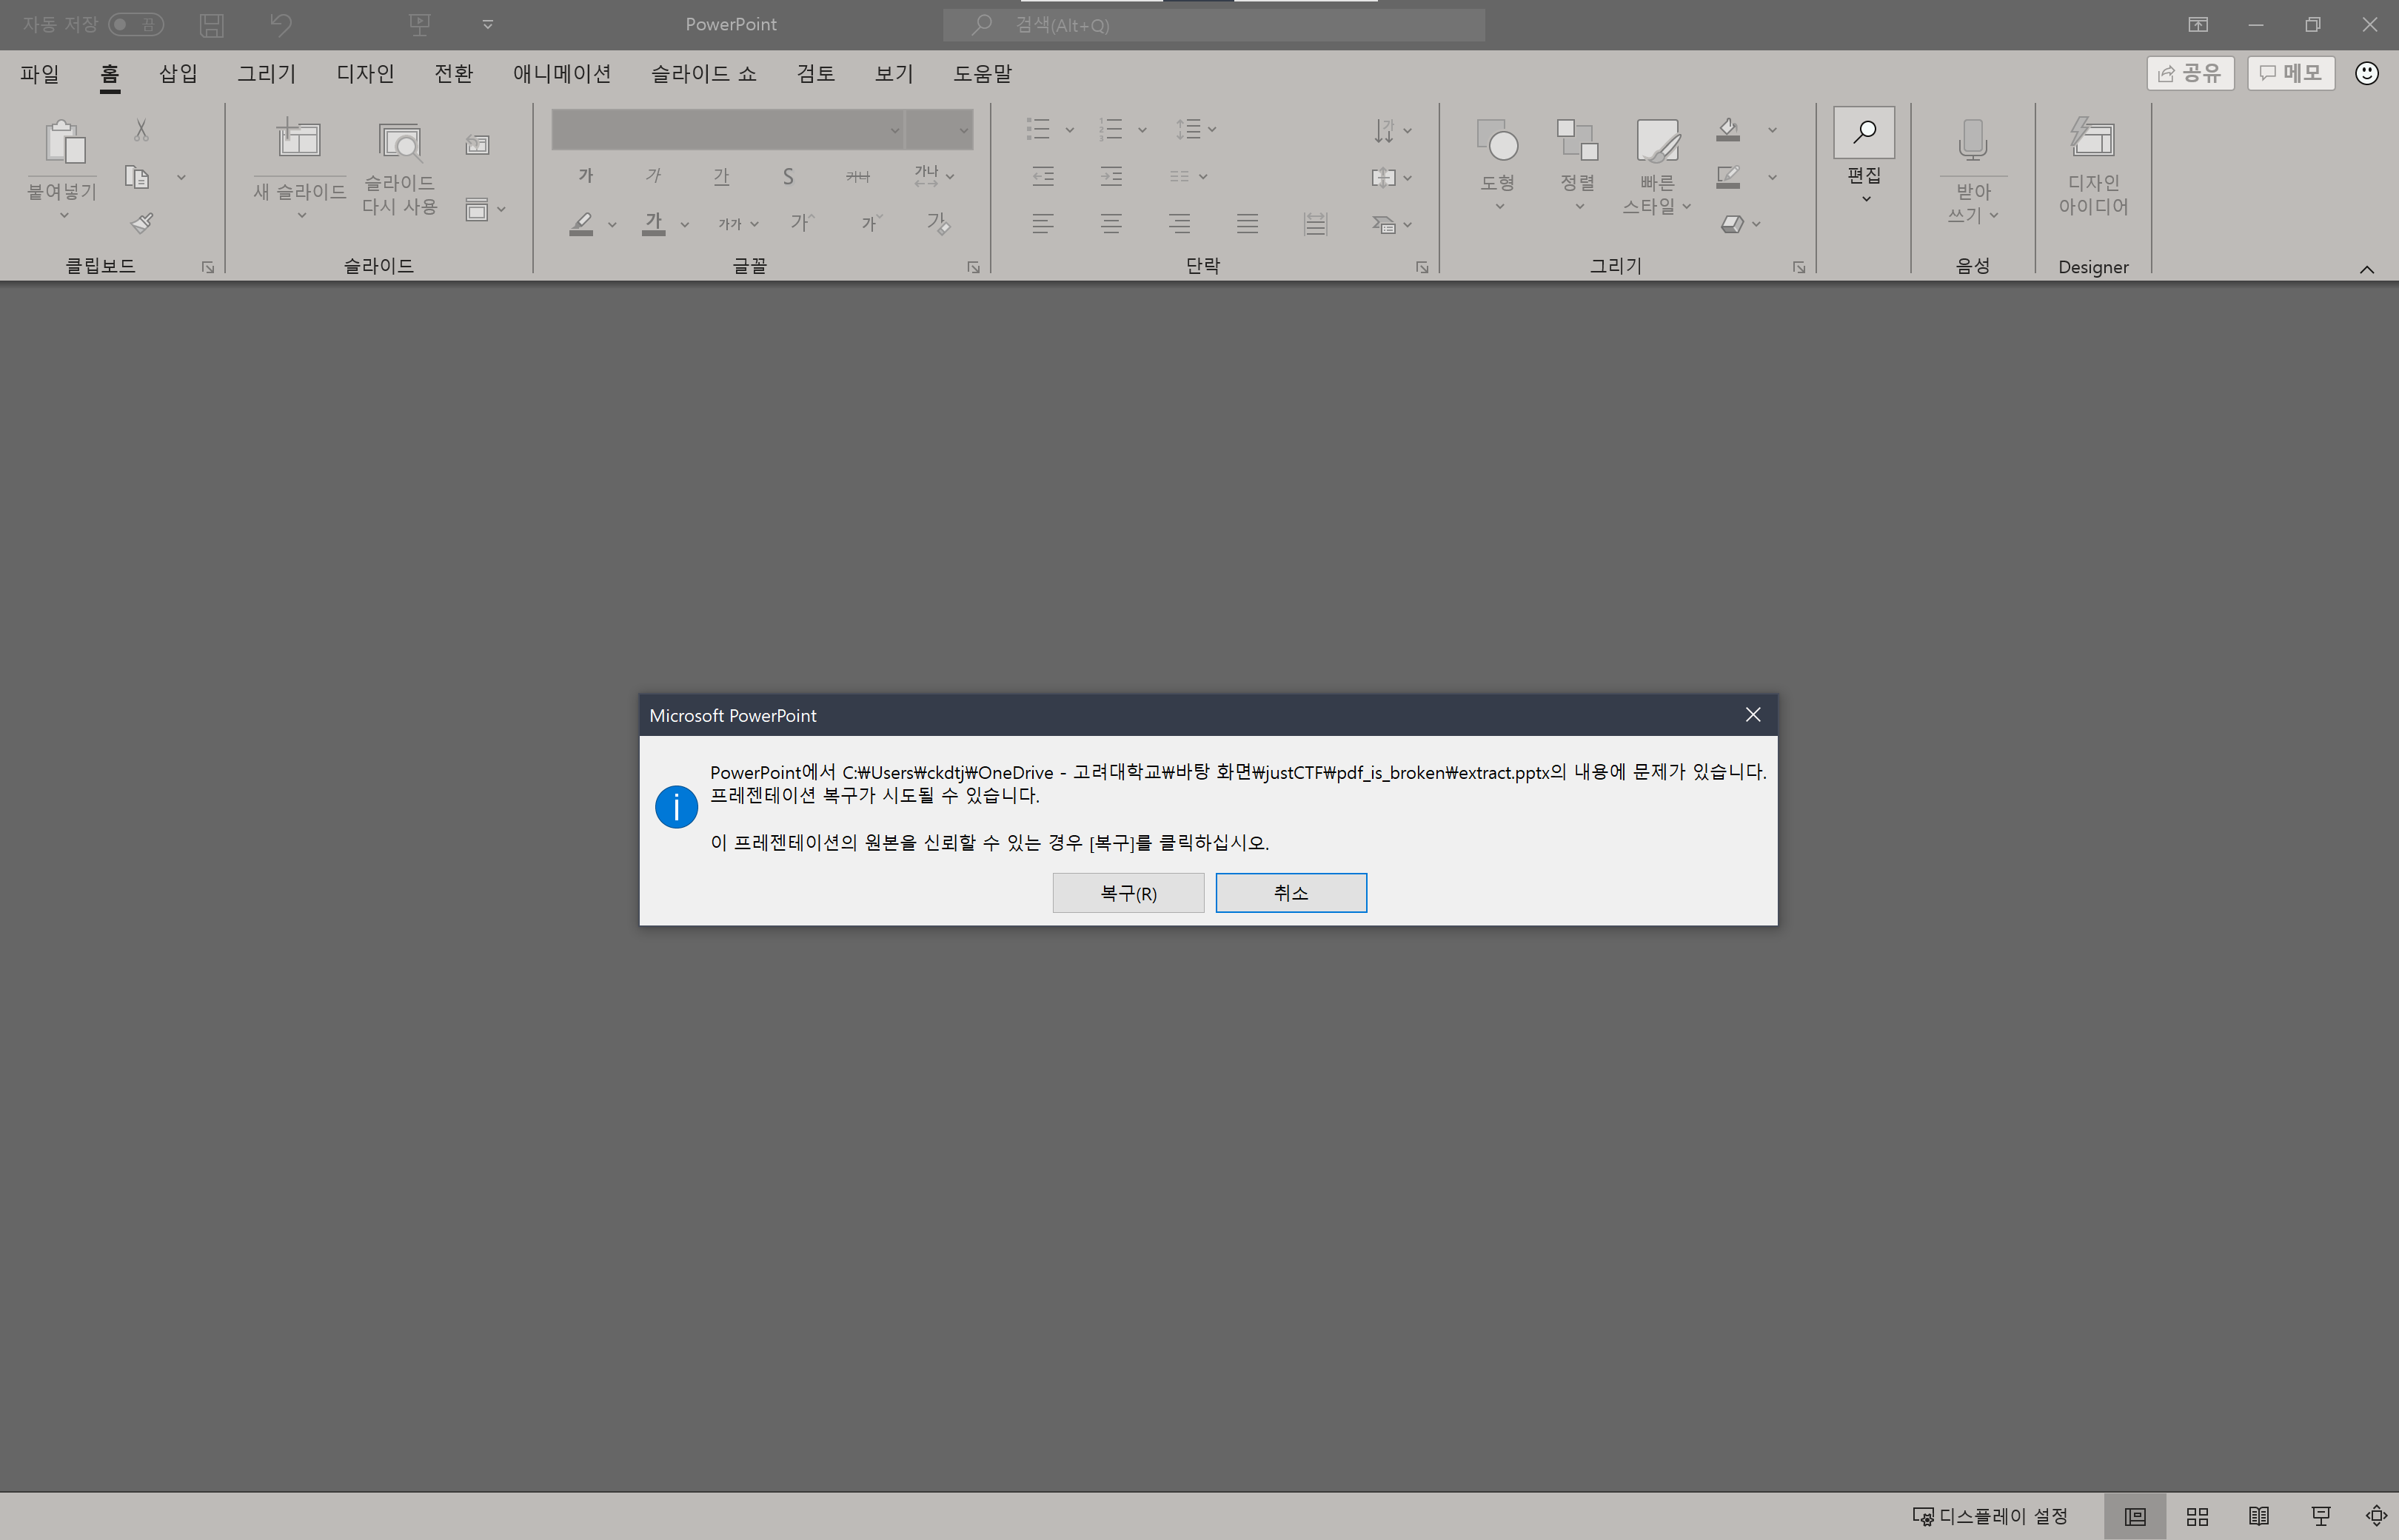 자동 저장 끔
PowerPoint
검색(Alt+Q)
파일 홈 삽입 그리기 디자인 전환 애니메이션 슬라이드 쇼 검토 보기 도움말
공유 메모
붙여넣기
새 슬라이드
슬라이드
다시 사용
가 가 가 S 가나 가나
가 가가 가 가 가
가
도형
정렬
빠른
스타일
편집
받아
쓰기
디자인
아이디어
클립보드 슬라이드 글꼴 단락 그리기 음성 Designer
Microsoft PowerPoint
PowerPoint에서 C:₩Users₩ckdtj₩OneDrive - 고려대학교₩바탕 화면₩justCTF₩pdf_is_broken₩extract.pptx의 내용에 문제가 있습니다.
프레젠테이션 복구가 시도될 수 있습니다.
이 프레젠테이션의 원본을 신뢰할 수 있는 경우 [복구]를 클릭하십시오.
복구(R) 취소
디스플레이 설정